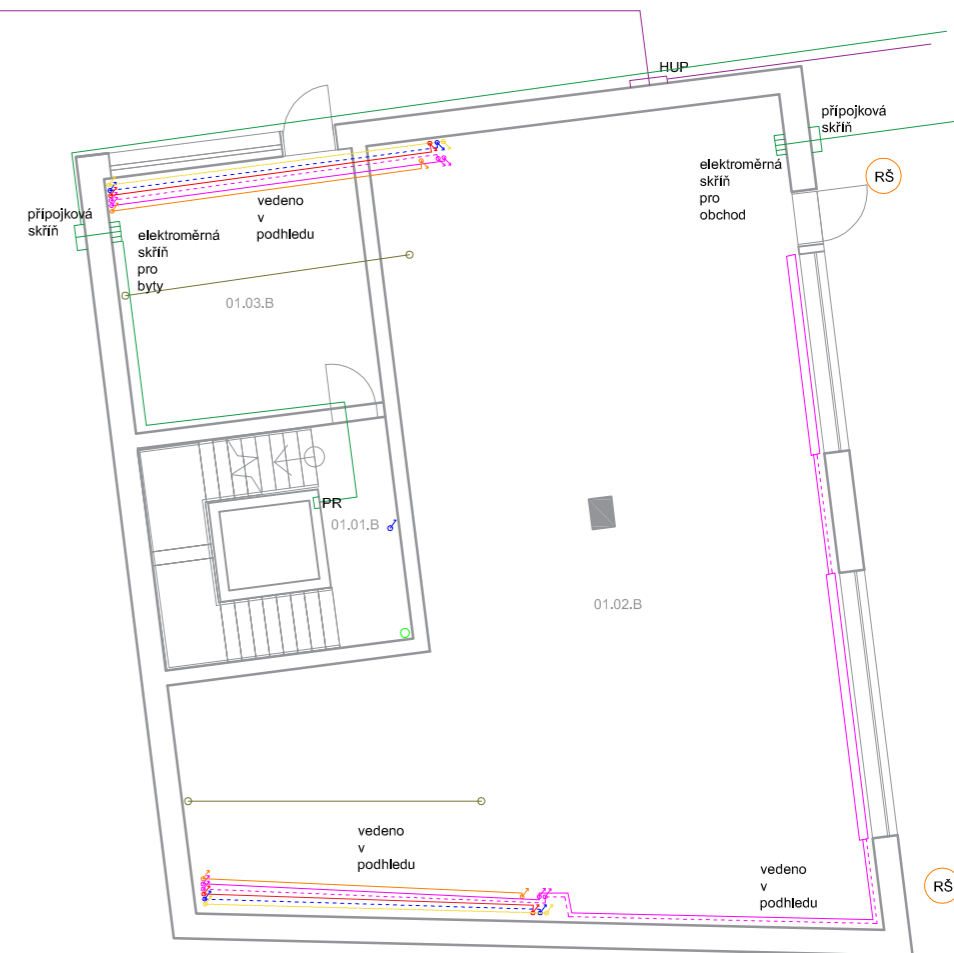 HUP
přípojková
skříň
elektroměrná
skříň
pro
obchod
RŠ
přípojková
skříň
elektroměrná
skříň
pro
byty
vedeno
v
podhledu
01.03.B
PR
01.01.B
01.02.B
vedeno
v
podhledu
vedeno
v
podhledu
RŠ